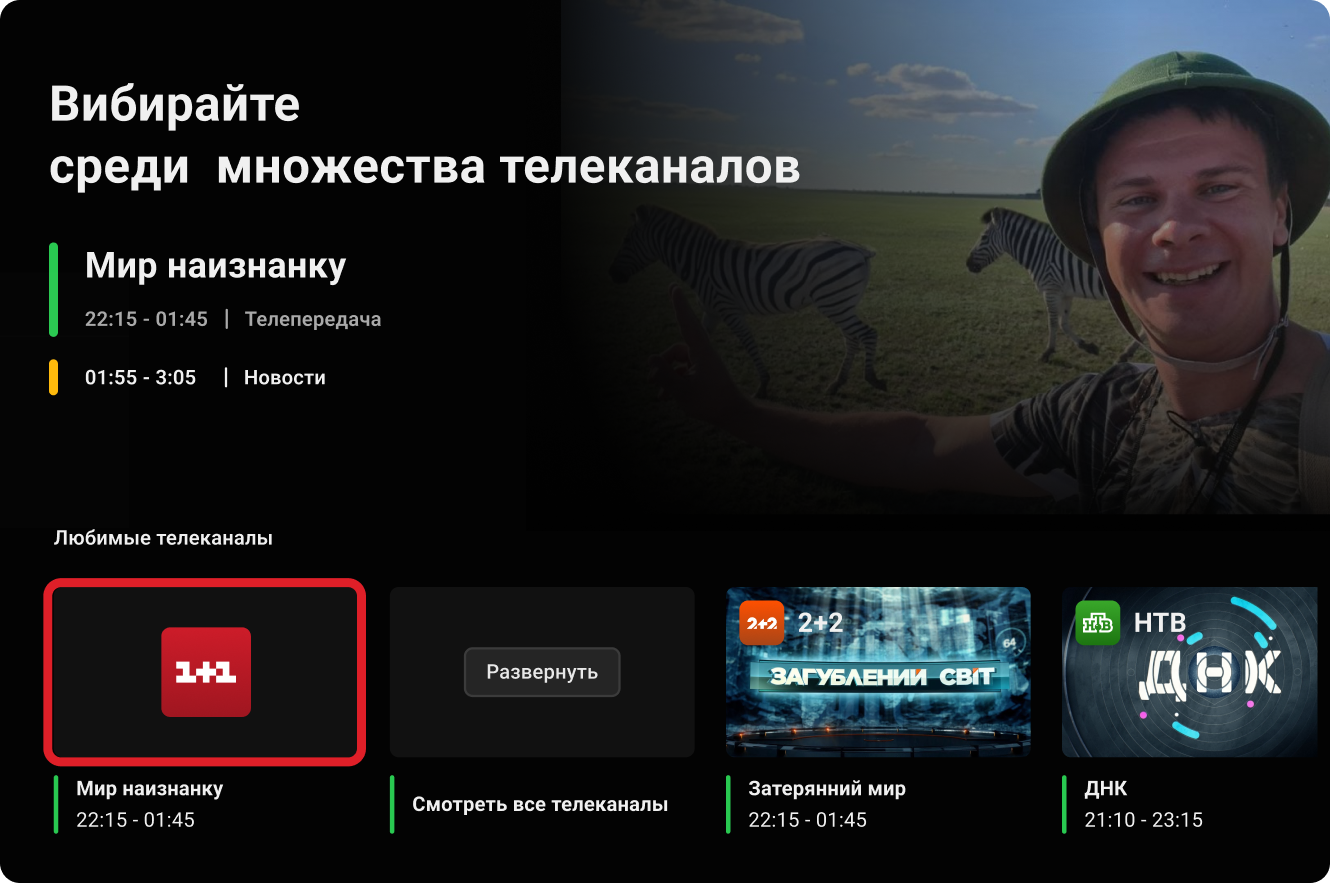 Вибирайте
среди множества телеканалов
Мир наизнанку
22:15 - 01:45 | Телепередача
01:55 - 3:05 | Новости
Любимые телеканалы
1+1
Развернуть
2+2 2+2
64
ЗАГУБЛЕНИЙ СВІТ
НТВ НТВ
ДНК
Мир наизнанку
22:15 - 01:45
Смотреть все телеканалы
Затерянний мир
22:15 - 01:45
ДНК
21:10 - 23:15